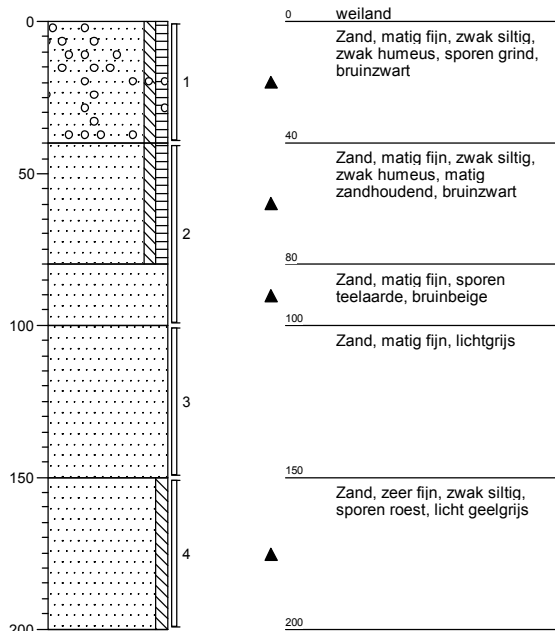 0
50
100
150
200
1
2
3
4
0
weiland
Zand, matig fijn, zwak siltig,
zwak humeus, sporen grind,
bruinzwart
40
Zand, matig fijn, zwak siltig,
zwak humeus, matig
zandhoudend, bruinzwart
80
Zand, matig fijn, sporen
teelaarde, bruinbeige
100
Zand, matig fijn, lichtgrijs
150
Zand, zeer fijn, zwak siltig,
sporen roest, licht geelgrijs
200